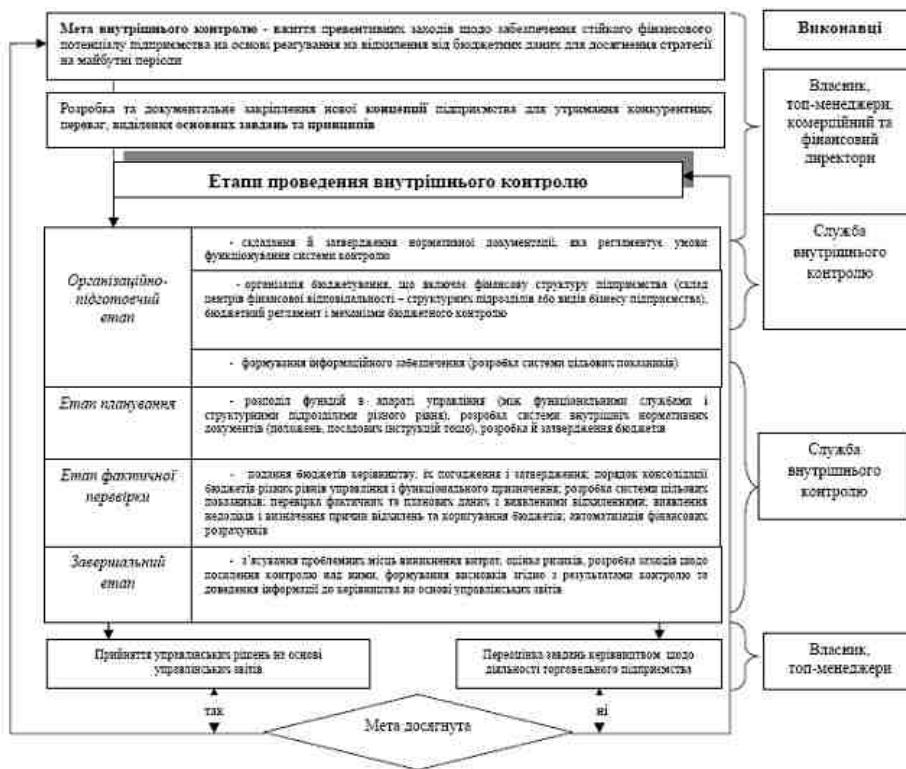 Мета внутрішнього контролю - вжиття превентивних заходів щодо забезпечення стійкого фінансового
потенціалу підприємства на основі реагування на відхилення від бюджетних даних для досягнення стратегії
на майбутні періоди
Виконавці
Розробка та документальне закріплення нової концепції підприємства для утримання конкурентних
переваг, виділення основних завдань та принципів
Власник,
топ-менеджери,
комерційний та
фінансовий
директори
Етапи проведення внутрішнього контролю
Організаційно-
підготовчий
етап
- складання й затвердження нормативної документації, яка регламентує умови
функціонування системи контролю
- організація бюджетування, що включає фінансову структуру підприємства (склад
центрів фінансової відповідальності – структурних підрозділів або видів бізнесу підприємства),
бюджетний регламент і механізми бюджетного контролю
- формування інформаційного забезпечення (розробка системи цільових показників)
Служба
внутрішнього
контролю
Етап планування
- розподіл функцій в апараті управління (між функціональними службами і
структурними підрозділами різного рівня), розробка системи внутрішніх нормативних
документів (положень, посадових інструкцій тощо), розробка й затвердження бюджетів
Етап фактичної
перевірки
- подання бюджетів керівництву, їх погодження і затвердження; порядок консолідації
бюджетів різних рівнів управління і функціонального призначення; розробка системи цільових
показників; перевірка фактичних та планових даних з виявленими відхиленнями; виявлення
недоліків і визначення причин відхилень та коригування бюджетів; автоматизація фінансових
розрахунків
Служба
внутрішнього
контролю
Завершальний
етап
- з’ясування проблемних місць виникнення витрат, оцінка ризиків, розробка заходів щодо
посилення контролю над ними, формування висновків згідно з результатами контролю та
доведення інформації до керівництва на основі управлінських звітів
Прийняття управлінських рішень на основі
управлінських звітів
Переоцінка завдань керівництвом щодо
діяльності торговельного підприємства
Власник,
топ-менеджери
так
ні
Мета досягнута